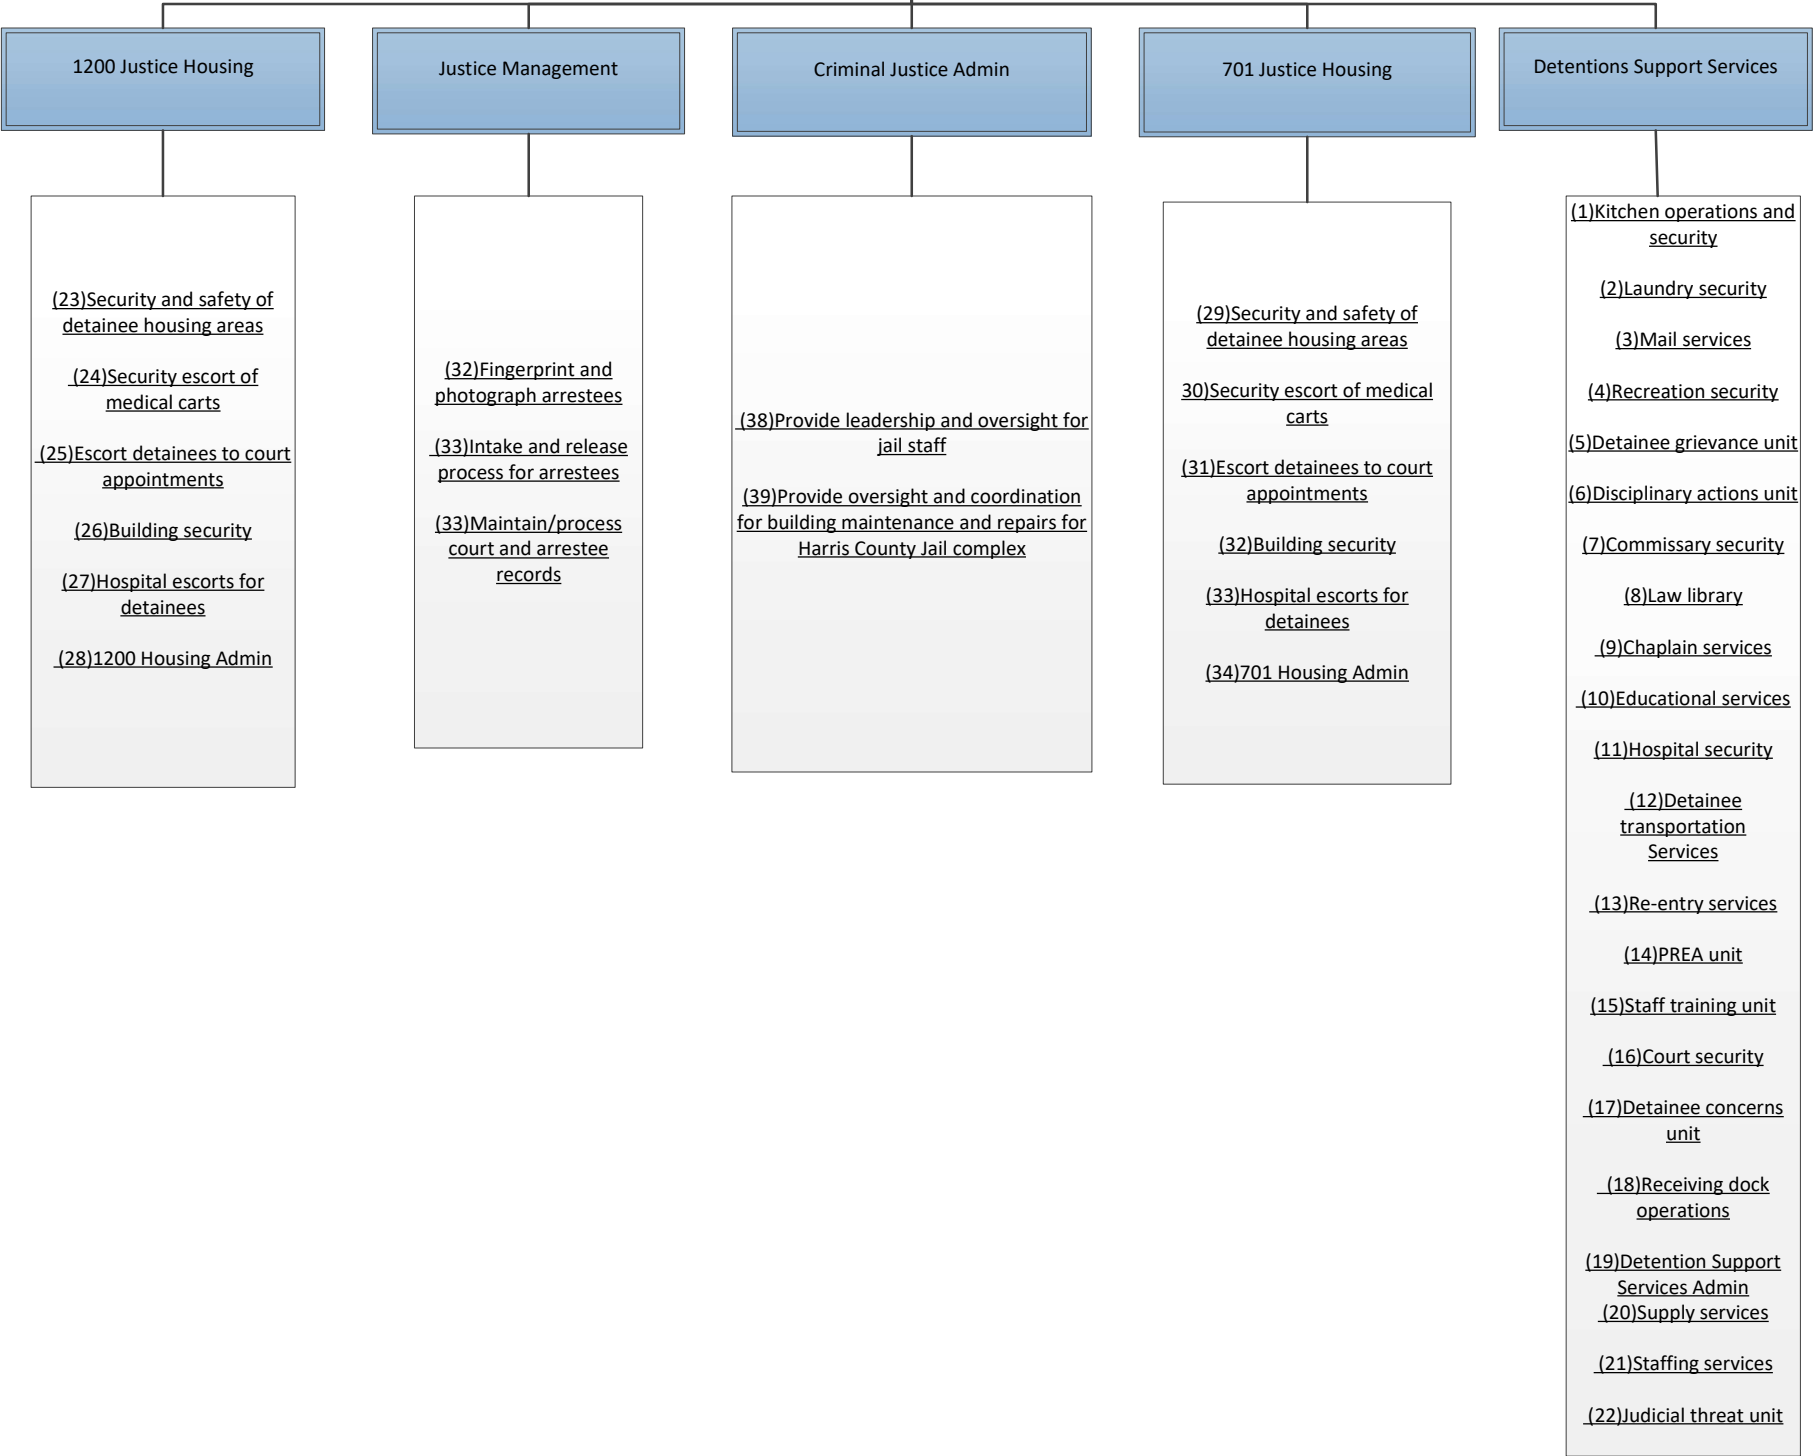 1200 Justice Housing
Justice Management
Criminal Justice Admin
701 Justice Housing
Detentions Support Services
(23)Security and safety of
detainee housing areas
(24)Security escort of
medical carts
(25)Escort detainees to court
appointments
(26)Building security
(27)Hospital escorts for
detainees
(28)1200 Housing Admin
(32)Fingerprint and
photograph arrestees
(33)Intake and release
process for arrestees
(33)Maintain/process
court and arrestee
records
(38)Provide leadership and oversight for
jail staff
(39)Provide oversight and coordination
for building maintenance and repairs for
Harris County Jail complex
(29)Security and safety of
detainee housing areas
30)Security escort of medical
carts
(31)Escort detainees to court
appointments
(32)Building security
(33)Hospital escorts for
detainees
(34)701 Housing Admin
(1)Kitchen operations and
security
(2)Laundry security
(3)Mail services
(4)Recreation security
(5)Detainee grievance unit
(6)Disciplinary actions unit
(7)Commissary security
(8)Law library
(9)Chaplain services
(10)Educational services
(11)Hospital security
(12)Detainee
transportation
Services
(13)Re-entry services
(14)PREA unit
(15)Staff training unit
(16)Court security
(17)Detainee concerns
unit
(18)Receiving dock
operations
(19)Detention Support
Services Admin
(20)Supply services
(21)Staffing services
(22)Judicial threat unit